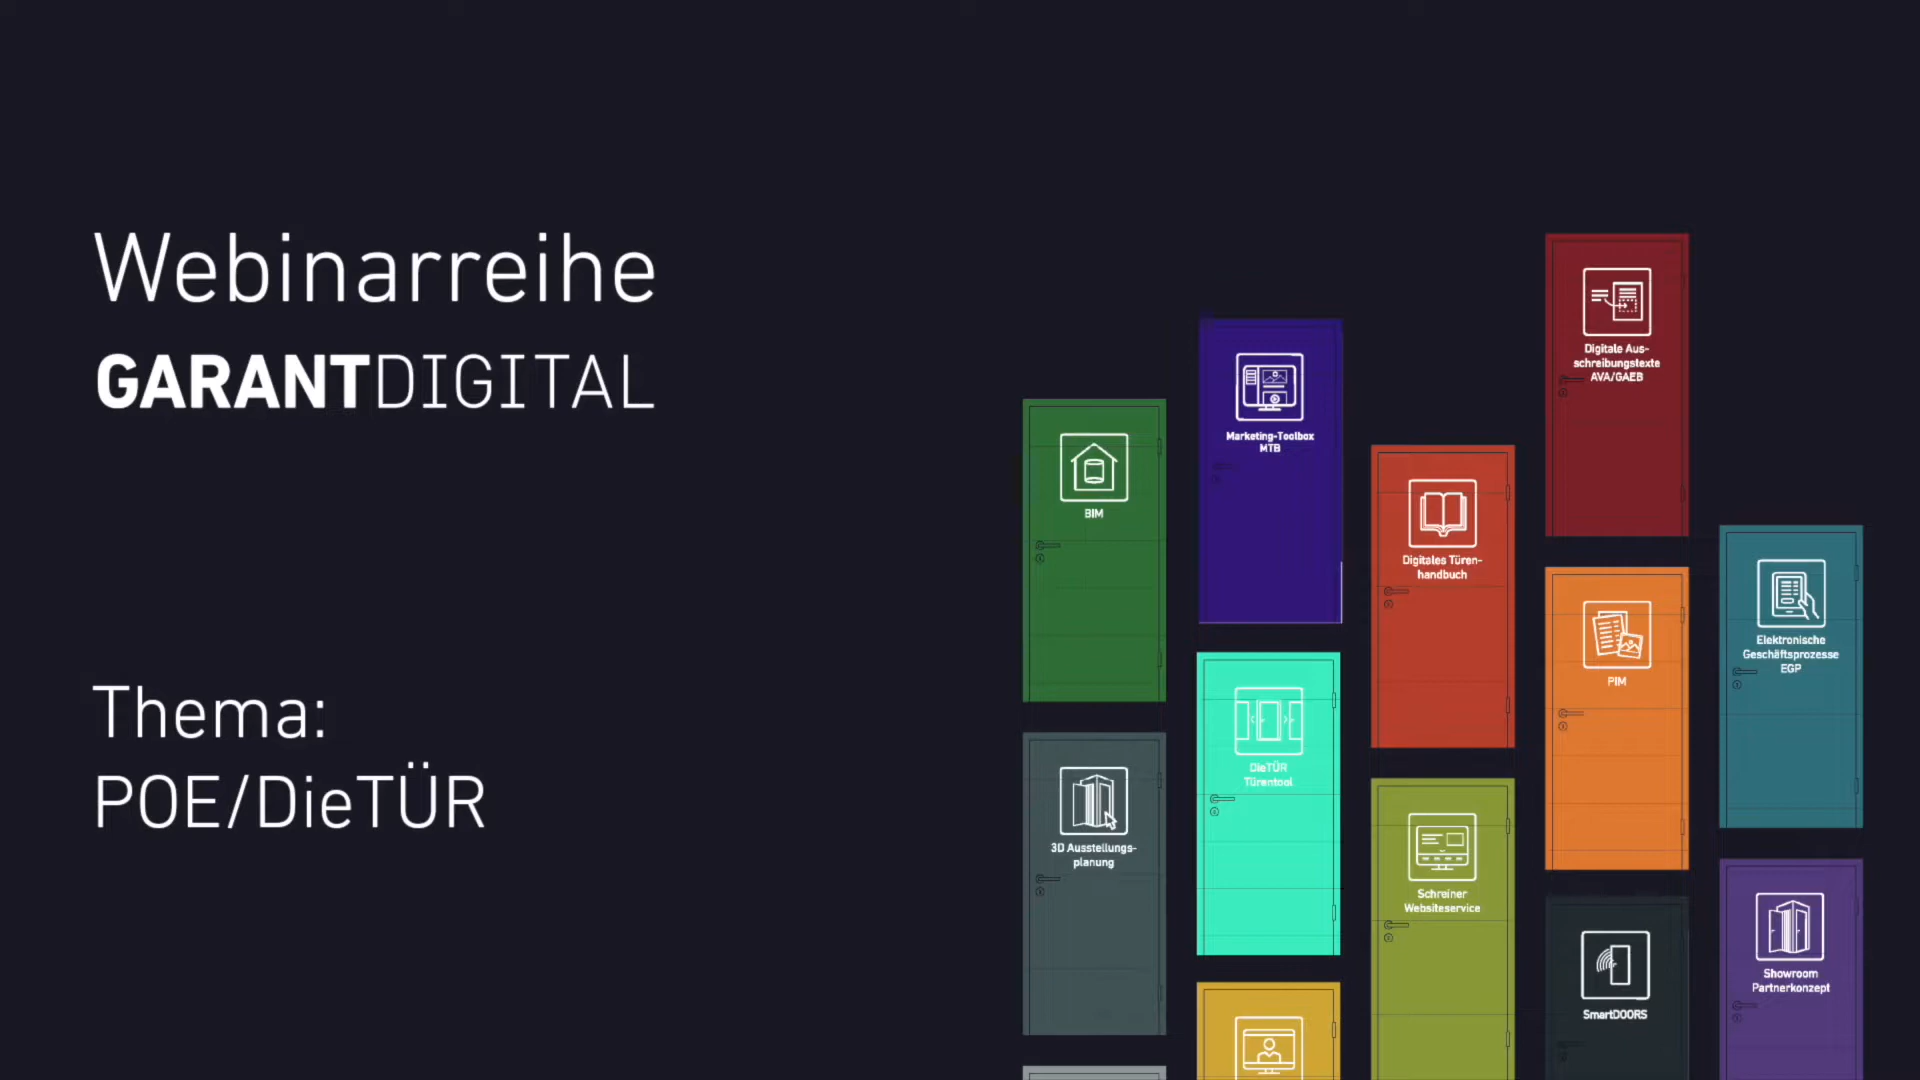 Webinarreihe
GARANTDIGITAL
Thema:
POE/DieTÜR
BIM
3D Ausstellungs-
planung
Marketing-Toolbox
MTB
DieTÜR
Türentool
Digitales Türen-
handbuch
Schreiner
Websiteservice
Digitale Aus-
schreibungstexte
AVA/GAEB
PIM
SmartDOORS
Elektronische
Geschäftsprozesse
EGP
Showroom
Partnerkonzept